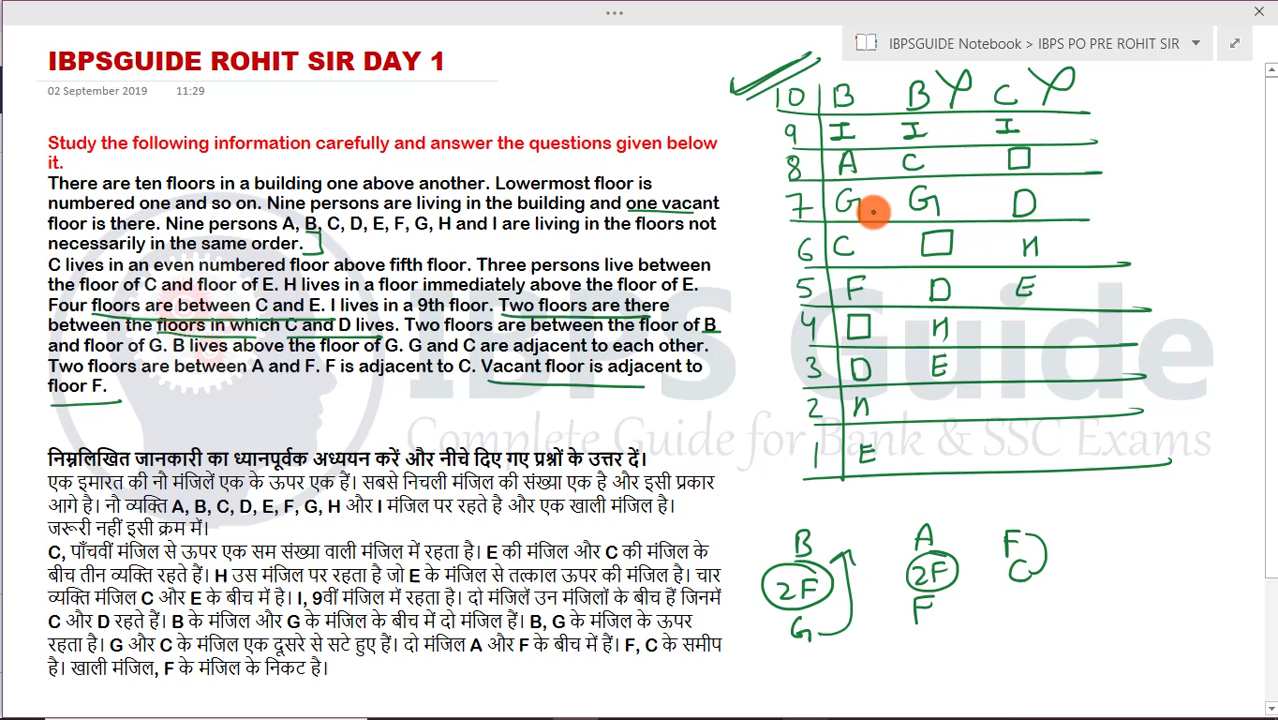 IBPSGUIDE Notebook > IBPS PO PRE ROHIT SIR
IBPSGUIDE ROHIT SIR DAY 1
02 September 2019 11:29
Study the following information carefully and answer the questions given below
it.
There are ten floors in a building one above another. Lowermost floor is
numbered one and so on. Nine persons are living in the building and one vacant
floor is there. Nine persons A, B, C, D, E, F, G, H and I are living in the floors not
necessarily in the same order.
C lives in an even numbered floor above fifth floor. Three persons live between
the floor of C and floor of E. H lives in a floor immediately above the floor of E.
Four floors are between C and E. I lives in a 9th floor. Two floors are there
between the floors in which C and D lives. Two floors are between the floor of B
and floor of G. B lives above the floor of G. G and C are adjacent to each other.
Two floors are between A and F. F is adjacent to C. Vacant floor is adjacent to
floor F.
निम्नलिखित जानकारी का ध्यानपूर्वक अध्ययन करें और नीचे दिए गए प्रश्नों के उत्तर दें।
एक इमारत की नौ मंजिलें एक के ऊपर एक हैं। सबसे निचली मंजिल की संख्या एक है और इसी प्रकार
आगे है। नौ व्यक्ति A, B, C, D, E, F, G, H और I मंजिल पर रहते है और एक खाली मंजिल है।
जरूरी नहीं इसी क्रम में।
C, पाँचवीं मंजिल से ऊपर एक सम संख्या वाली मंजिल में रहता है। E की मंजिल और C की मंजिल के
बीच तीन व्यक्ति रहते हैं। H उस मंजिल पर रहता है जो E के मंजिल से तत्काल ऊपर की मंजिल है। चार
व्यक्ति मंजिल C और E के बीच में है। I, 9वीं मंजिल में रहता है। दो मंजिलें उन मंजिलों के बीच हैं जिनमें
C और D रहते हैं। B के मंजिल और G के मंजिल के बीच में दो मंजिल हैं। B, G के मंजिल के ऊपर
रहता है। G और C के मंजिल एक दूसरे से सटे हुए हैं। दो मंजिल A और F के बीच में हैं। F, C के समीप
है। खाली मंजिल, F के मंजिल के निकट है।
10 B B C
9 I I I
8 A C
7 G G D
6 C H
5 F D E
4 H
3 D E
2 H
1 E
B A F
2F 2F C
G F
IBPS Guide
Complete Guide for Bank & SSC Exams